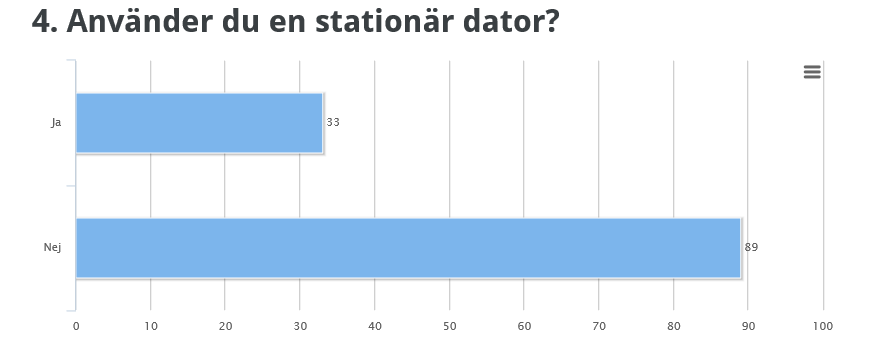 4. Använder du en stationär dator?
Ja
33
Nej
89
0 10 20 30 40 50 60 70 80 90 100